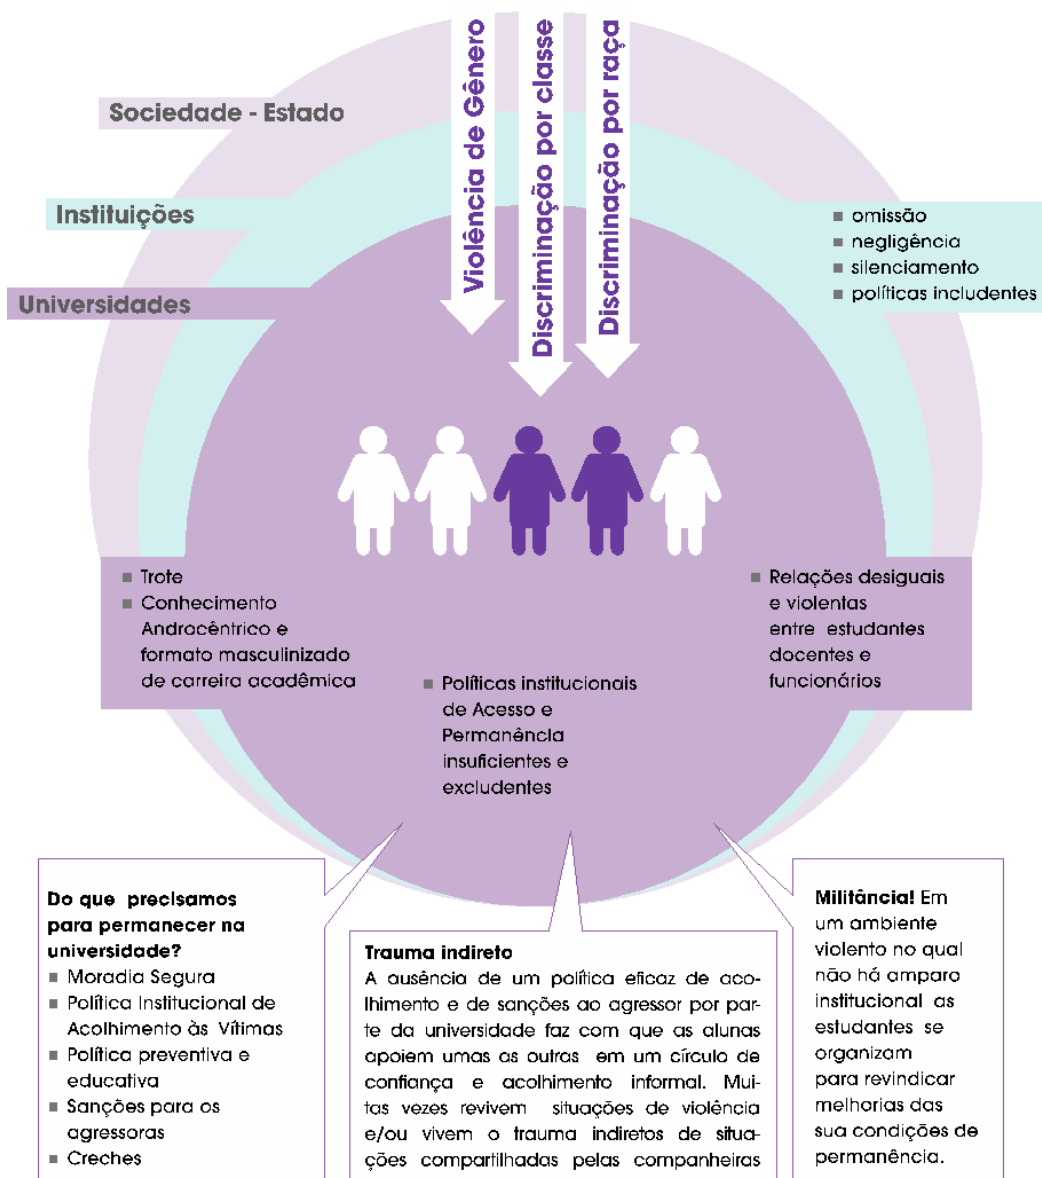 Violência de Gênero
Discriminação por classe
Discriminação por raça
Sociedade - Estado
Instituições
Universidades
■ omissão
■ negligência
■ silenciamento
■ políticas includentes
■ Trote
■ Conhecimento
Androcêntrico e
formato masculinizado
de carreira acadêmica
■ Políticas institucionais
de Acesso e
Permanência
insuficientes e
excludentes
■ Relações desiguais
e violentas
entre estudantes
docentes e
funcionários
Do que precisamos
para permanecer na
universidade?
■ Moradia Segura
■ Política Institucional de
Acolhimento às Vítimas
■ Política preventiva e
educativa
■ Sanções para os
agressoras
■ Creches
Trauma indireto
A ausência de um política eficaz de aco-
lhimento e de sanções ao agressor por par-
te da universidade faz com que as alunas
apoiem umas as outras em um círculo de
confiança e acolhimento informal. Mui-
tas vezes revivem situações de violência
e/ou vivem o trauma indiretos de situa-
ções compartilhadas pelas companheiras
Militância! Em
um ambiente
violento no qual
não há amparo
institucional as
estudantes se
organizam
para revindicar
melhorias das
sua condições de
permanência.